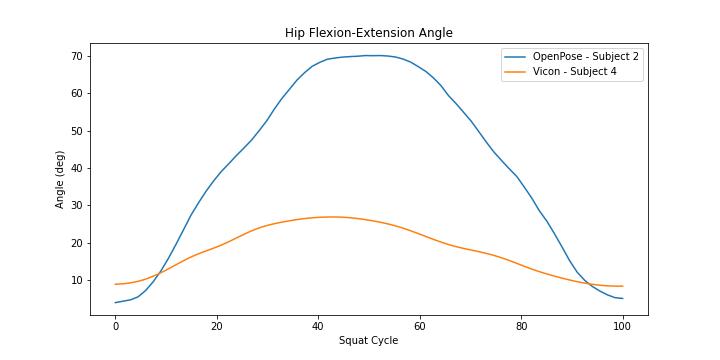 Hip Flexion-Extension Angle
OpenPose - Subject 2
Vicon - Subject 4
Angle (deg)
70
60
50
40
30
20
10
0 20 40 60 80 100
Squat Cycle